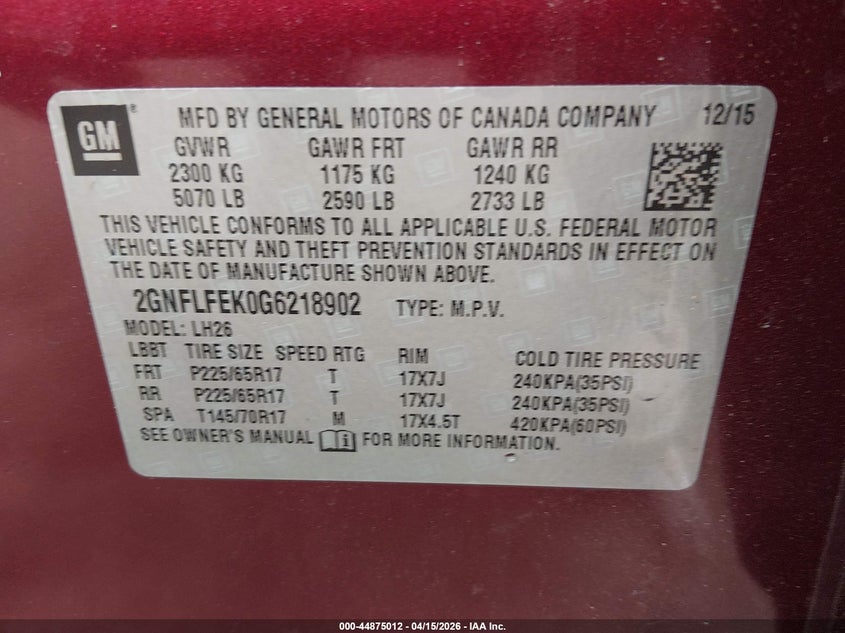 GM ® MFD BY GENERAL MOTORS OF CANADA COMPANY 12/15
GVWR GAWR FRT GAWR RR
2300 KG 1175 KG 1240 KG
5070 LB 2590 LB 2733 LB
THIS VEHICLE CONFORMS TO ALL APPLICABLE U.S. FEDERAL MOTOR
VEHICLE SAFETY AND THEFT PREVENTION STANDARDS IN EFFECT ON
THE DATE OF MANUFACTURE SHOWN ABOVE.
2GNFLFEK0G6218902 TYPE: M.P.V.
MODEL: LH26
LBBT TIRE SIZE SPEED RTG RIM COLD TIRE PRESSURE
FRT P225/65R17 T 17X7J 240KPA(35PSI)
RR P225/65R17 T 17X7J 240KPA(35PSI)
SPA T145/70R17 M 17X4.5T 420KPA(60PSI)
SEE OWNER'S MANUAL i FOR MORE INFORMATION.
000-44875012 - 04/15/2026 - IAA Inc.